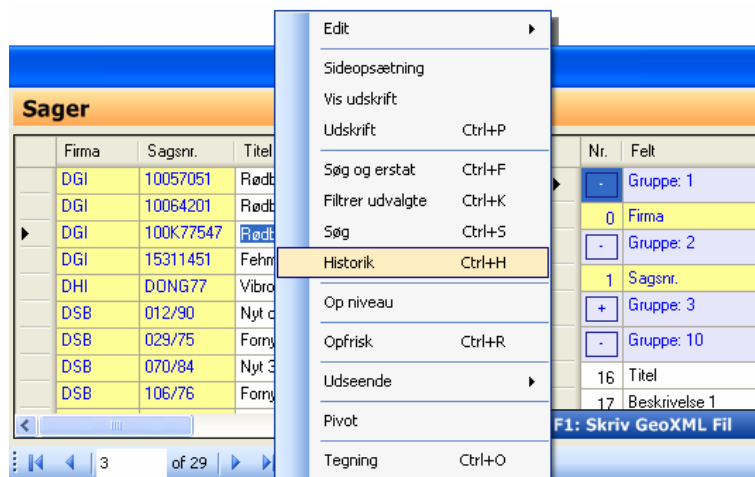 Sager
Firma Sagsnr. Titel
DGI 10057051
DGI 10064201
DGI 100K77547
DGI 15311451
DHI DONG77
DSB 012/90
DSB 029/75
DSB 070/84
DSB 106/76
3 of 29
Edit
Sideopsætning
Vis udskrift
Udskrift Ctrl+P
Søg og erstat Ctrl+F
Filtrer udvalgte Ctrl+K
Søg Ctrl+S
Historik Ctrl+H
Op niveau
Opfrisk Ctrl+R
Udseende
Pivot
Tegning Ctrl+O
Nr. Felt
- Gruppe: 1
0 Firma
- Gruppe: 2
1 Sagsnr.
+ Gruppe: 3
- Gruppe: 10
16 Titel
17 Beskrivelse 1
F1: Skriv GeoXML Fil